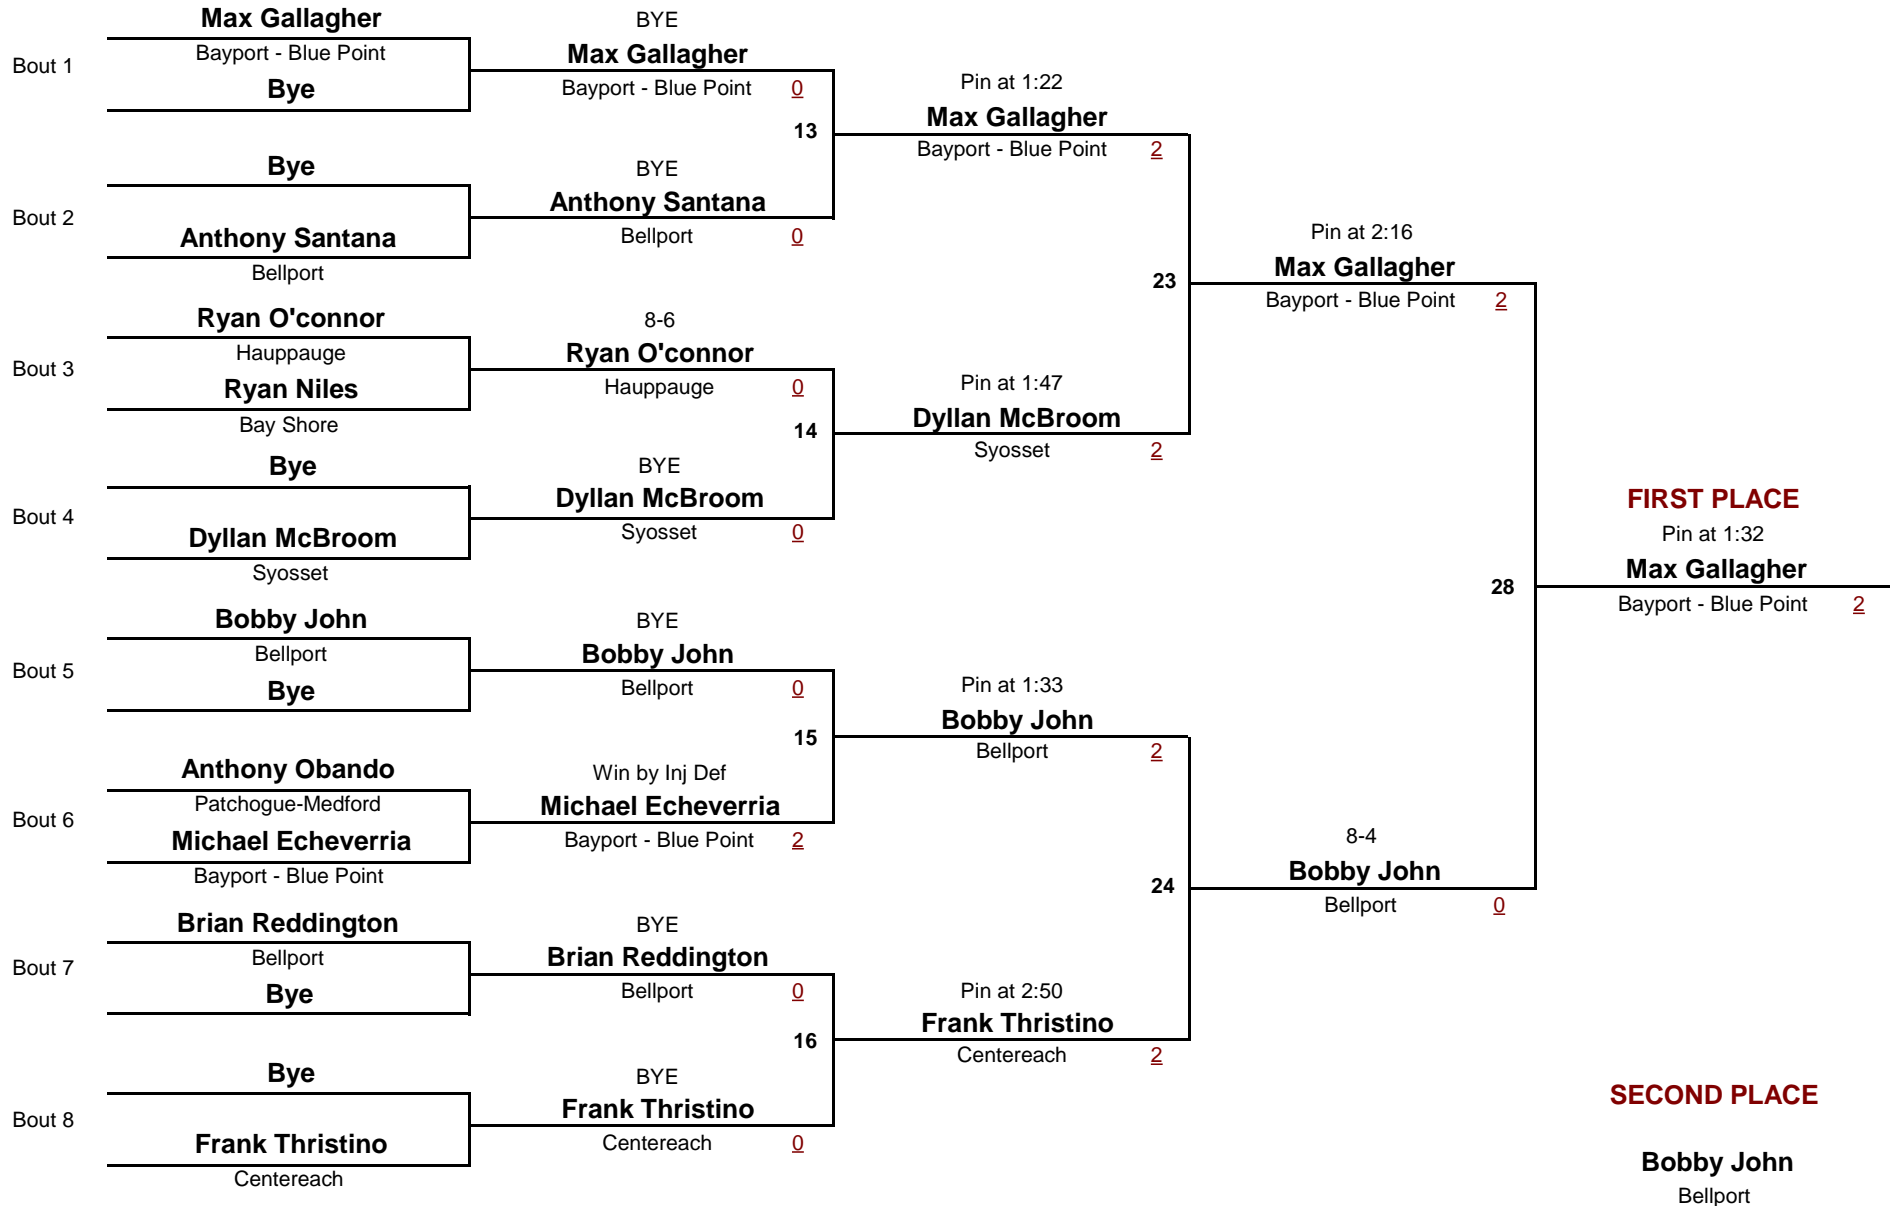 Bout 1
Max Gallagher
Bayport - Blue Point
Bye
Bout 2
Bye
Anthony Santana
Bellport
Bout 3
Ryan O'connor
Hauppauge
Ryan Niles
Bay Shore
Bout 4
Bye
Dyllan McBroom
Syosset
Bout 5
Bobby John
Bellport
Bye
Bout 6
Anthony Obando
Patchogue-Medford
Michael Echeverria
Bayport - Blue Point
Bout 7
Brian Reddington
Bellport
Bye
Bout 8
Bye
Frank Thristino
Centereach
BYE
Max Gallagher
Bayport - Blue Point 0
13
BYE
Anthony Santana
Bellport 0
8-6
Ryan O'connor
Hauppauge 0
14
BYE
Dyllan McBroom
Syosset 0
BYE
Bobby John
Bellport 0
15
Win by Inj Def
Michael Echeverria
Bayport - Blue Point 2
BYE
Brian Reddington
Bellport 0
16
BYE
Frank Thristino
Centereach 0
Pin at 1:22
Max Gallagher
Bayport - Blue Point 2
23
Pin at 1:47
Dyllan McBroom
Syosset 2
Pin at 1:33
Bobby John
Bellport 2
24
Pin at 2:50
Frank Thristino
Centereach 2
Pin at 2:16
Max Gallagher
Bayport - Blue Point 2
28
8-4
Bobby John
Bellport 0
FIRST PLACE
Pin at 1:32
Max Gallagher
Bayport - Blue Point 2
SECOND PLACE
Bobby John
Bellport